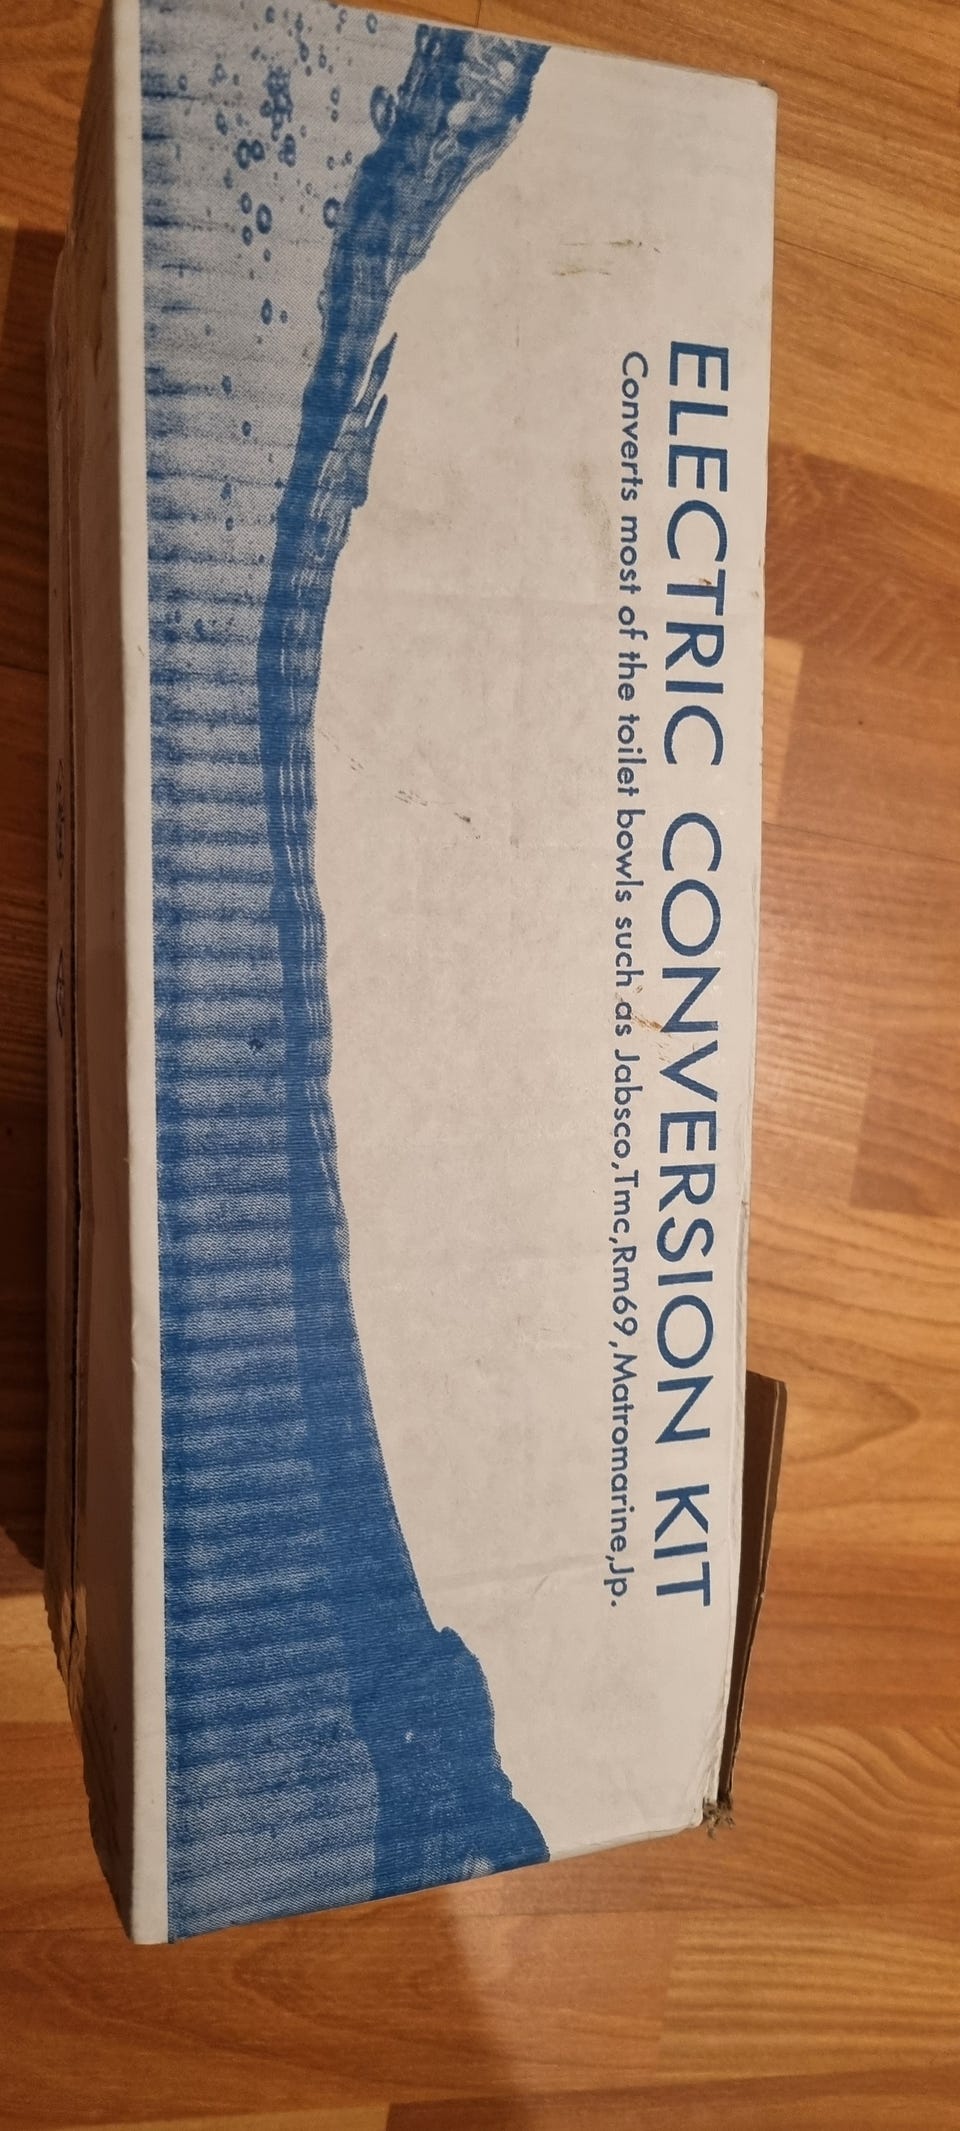 ELECTRIC CONVERSION KIT
Converts most of the toilet bowls such as Jabsco,Tmc,Rm69,Matromarine,Jp.